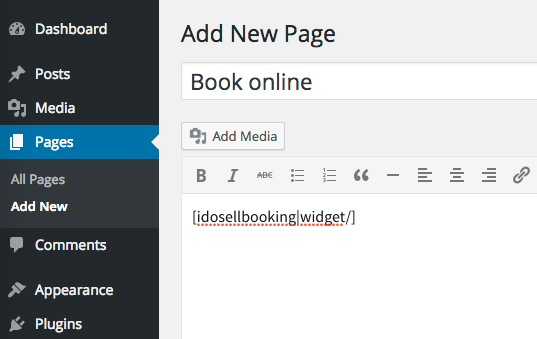 Dashboard
Posts
Media
Pages
All Pages
Add New
Comments
Appearance
Plugins
Add New Page
Book online
Add Media
B I ABC
[idosellbooking|widget/]